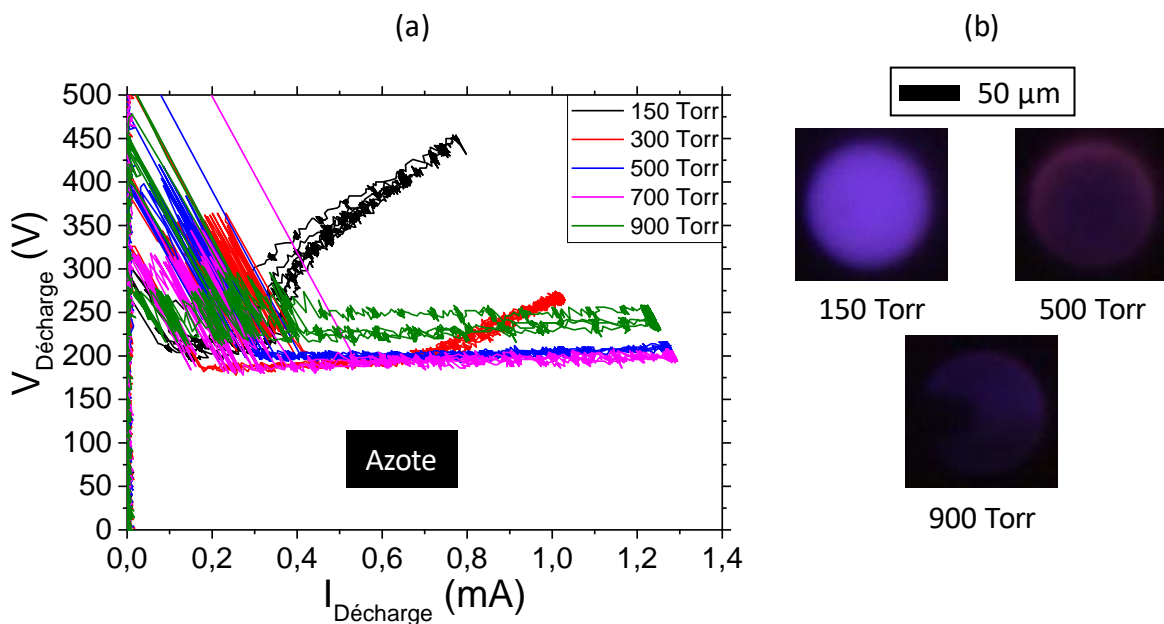 (a)
(b)
500
450
400
350
300
250
200
150
100
50
0
V Décharge (V)
150 Torr
300 Torr
500 Torr
700 Torr
900 Torr
Azote
0,0 0,2 0,4 0,6 0,8 1,0 1,2 1,4
I Décharge (mA)
50 µm
150 Torr 500 Torr
900 Torr